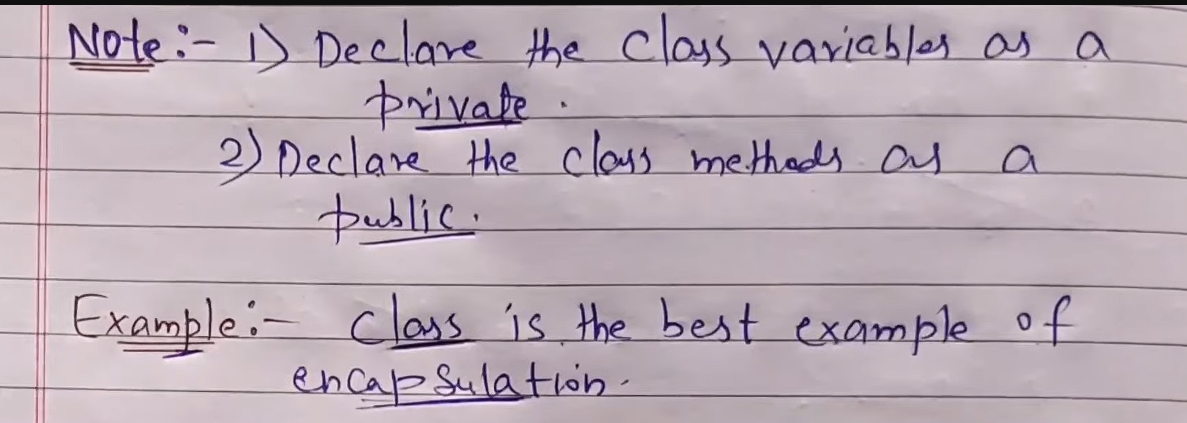 Note:- 1) Declare the class variables as a
private.
2) Declare the class methods as a
public.
Example:- Class is the best example of
encapsulation.